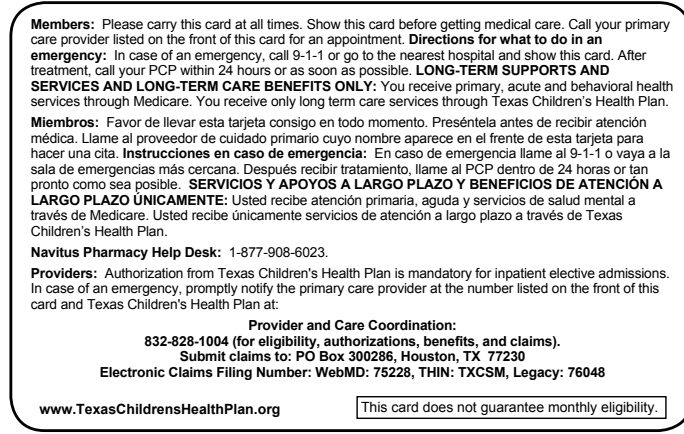 Members: Please carry this card at all times. Show this card before getting medical care. Call your primary
care provider listed on the front of this card for an appointment. Directions for what to do in an
emergency: In case of an emergency, call 9-1-1 or go to the nearest hospital and show this card. After
treatment, call your PCP within 24 hours or as soon as possible. LONG-TERM SUPPORTS AND
SERVICES AND LONG-TERM CARE BENEFITS ONLY: You receive primary, acute and behavioral health
services through Medicare. You receive only long term care services through Texas Children's Health Plan.
Miembros: Favor de llevar esta tarjeta consigo en todo momento. Preséntela antes de recibir atención
médica. Llame al proveedor de cuidado primario cuyo nombre aparece en el frente de esta tarjeta para
hacer una cita. Instrucciones en caso de emergencia: En caso de emergencia llame al 9-1-1 o vaya a la
sala de emergencias más cercana. Después recibir tratamiento, llame al PCP dentro de 24 horas or tan
pronto como sea posible. SERVICIOS Y APOYOS A LARGO PLAZO Y BENEFICIOS DE ATENCIÓN A
LARGO PLAZO ÚNICAMENTE: Usted recibe atención primaria, aguda y servicios de salud mental a
través de Medicare. Usted recibe únicamente servicios de atención a largo plazo a través de Texas
Children's Health Plan.
Navitus Pharmacy Help Desk: 1-877-908-6023.
Providers: Authorization from Texas Children's Health Plan is mandatory for inpatient elective admissions.
In case of an emergency, promptly notify the primary care provider at the number listed on the front of this
card and Texas Children's Health Plan at:
Provider and Care Coordination:
832-828-1004 (for eligibility, authorizations, benefits, and claims).
Submit claims to: PO Box 300286, Houston, TX 77230
Electronic Claims Filing Number: WebMD: 75228, THIN: TXCSM, Legacy: 76048
www.TexasChildrensHealthPlan.org
This card does not guarantee monthly eligibility.